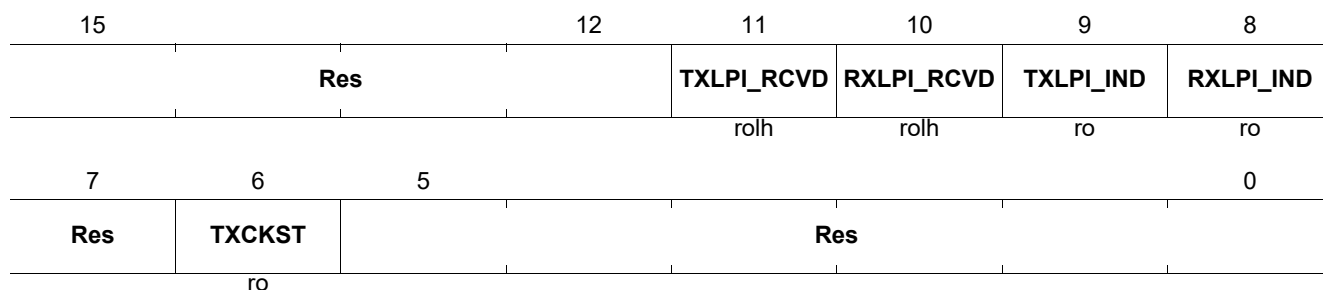 15 12 11 10 9 8
Res TXLPI_RCVD RXLPI_RCVD TXLPI_IND RXLPI_IND
rolh rolh ro ro
7 6 5 0
Res TXCKST Res
ro